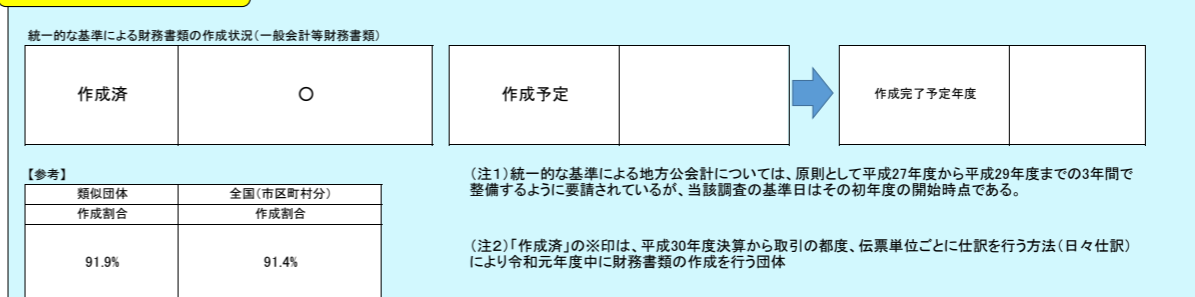 統一的な基準による財務書類の作成状況(一般会計等財務書類)
作成済
○
作成予定
作成完了予定年度
【参考】
類似団体
全国(市区町村分)
作成割合
作成割合
91.9%
91.4%
(注1)統一的な基準による地方公会計については、原則として平成27年度から平成29年度までの3年間で
整備するように要請されているが、当該調査の基準日はその初年度の開始時点である。
(注2)「作成済」の※印は、平成30年度決算から取引の都度、伝票単位ごとに仕訳を行う方法(日々仕訳)
により令和元年度中に財務書類の作成を行う団体